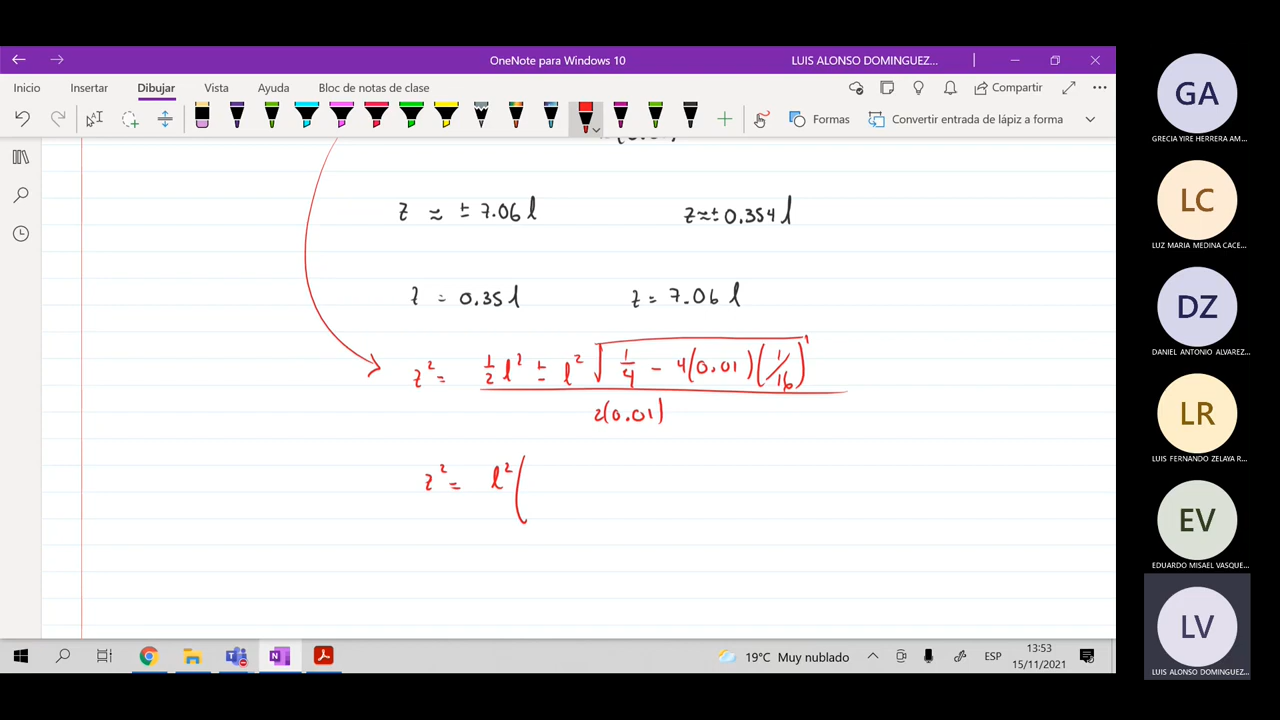 OneNote para Windows 10
LUIS ALONSO DOMINGUEZ...
Inicio
Insertar
Dibujar
Vista
Ayuda
Bloc de notas de clase
Compartir
Formas
Convertir entrada de lápiz a forma
z ≈ ± 7.06 l
z ≈ ± 0.354 l
z = 0.35 l
z = 7.06 l
z² = ½ l² ± l² √(1/4 - 4(0.01)(1/16))
2(0.01)
z² = l² (
GA
GRECIA YIRE HERRERA AM...
LC
LUZ MARIA MEDINA CACE...
DZ
DANIEL ANTONIO ALVAREZ...
LR
LUIS FERNANDO ZELAYA R...
EV
EDUARDO MISAEL VASQUE...
LV
LUIS ALONSO DOMINGUEZ...
19°C Muy nublado
ESP
13:53
15/11/2021